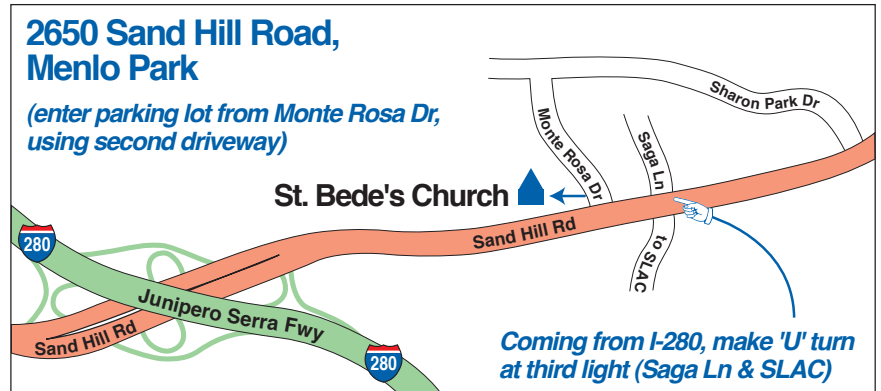 2650 Sand Hill Road,
Menlo Park
(enter parking lot from Monte Rosa Dr,
using second driveway)
Sharon Park Dr
Monte Rosa Dr
Saga Ln
St. Bede's Church
Sand Hill Rd
to SLAC
280
Junipero Serra Fwy
Sand Hill Rd
280
Coming from I-280, make 'U' turn
at third light (Saga Ln & SLAC)